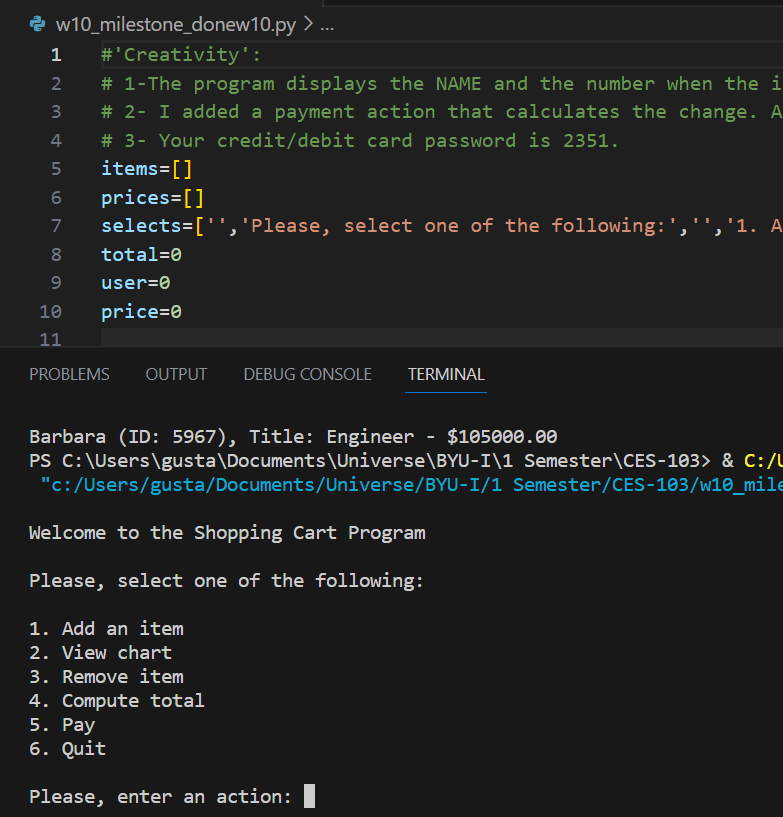 w10_milestone_donew10.py > ...
1 #'Creativity':
2 # 1-The program displays the NAME and the number when the i
3 # 2- I added a payment action that calculates the change. A
4 # 3- Your credit/debit card password is 2351.
5 items=[]
6 prices=[]
7 selects=['','Please, select one of the following:','','1. A
8 total=0
9 user=0
10 price=0
11
PROBLEMS OUTPUT DEBUG CONSOLE TERMINAL
Barbara (ID: 5967), Title: Engineer - $105000.00
PS C:\Users\gusta\Documents\Universe\BYU-I\1 Semester\CES-103> & C:/U
"c:/Users/gusta/Documents/Universe/BYU-I/1 Semester/CES-103/w10_mile
Welcome to the Shopping Cart Program
Please, select one of the following:
1. Add an item
2. View chart
3. Remove item
4. Compute total
5. Pay
6. Quit
Please, enter an action: